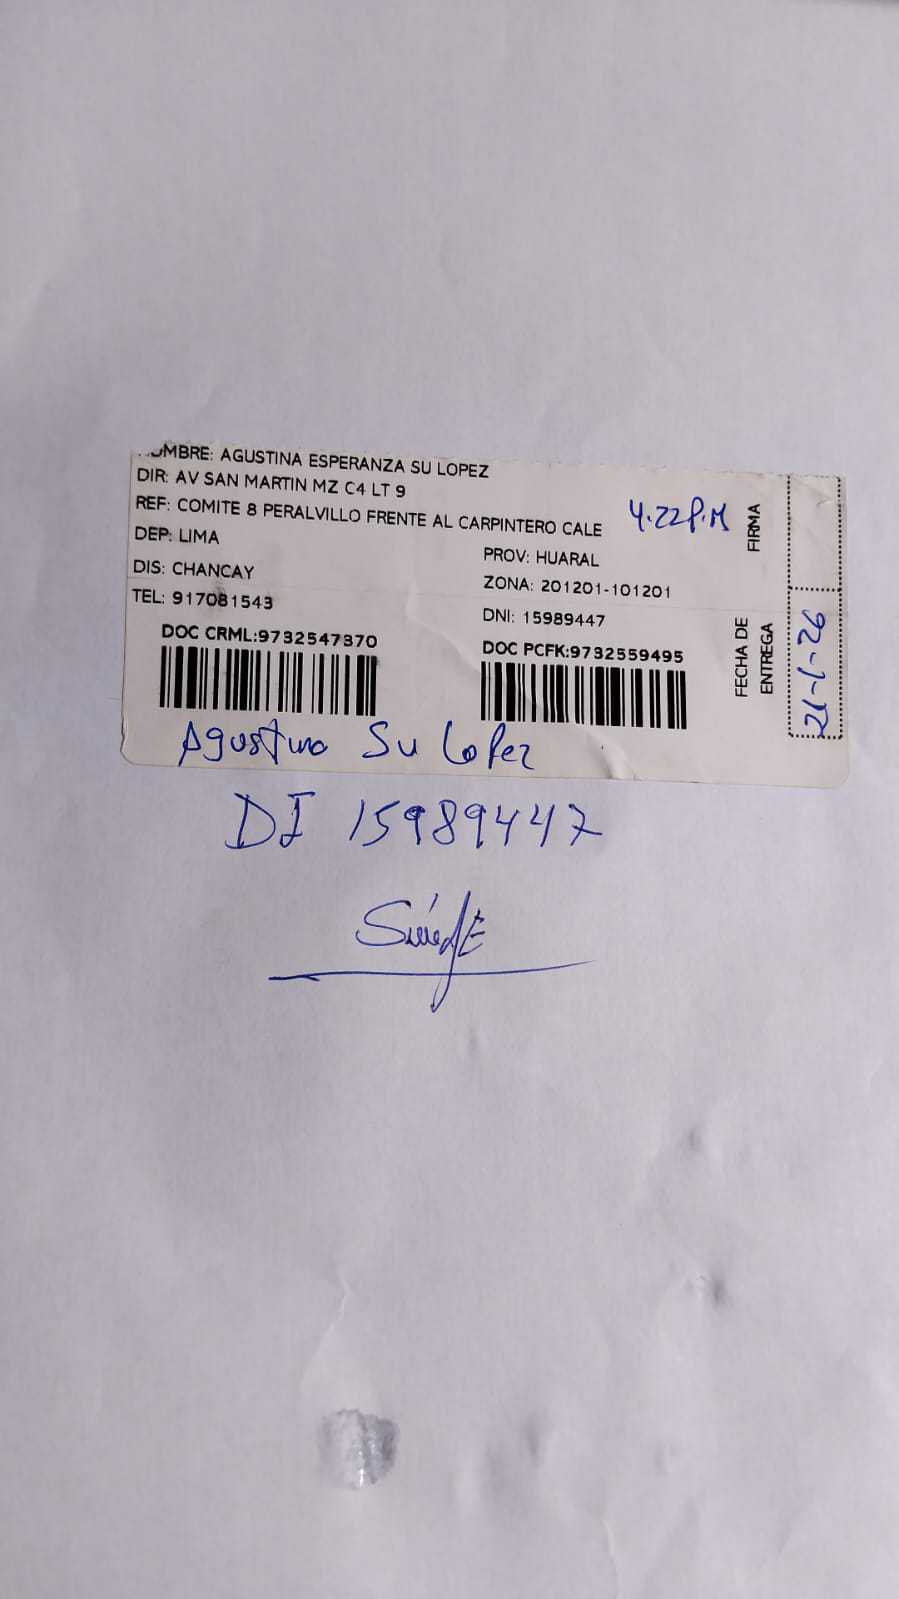 NOMBRE: AGUSTINA ESPERANZA SU LOPEZ
DIR: AV SAN MARTIN MZ C4 LT 9
REF: COMITE 8 PERALVILLO FRENTE AL CARPINTERO CALE
4.22 P.M
DEP: LIMA
PROV: HUARAL
DIS: CHANCAY
ZONA: 201201-101201
TEL: 917081543
DNI: 15989447
DOC CRML:9732547370
DOC PCFK:9732559495
FIRMA
FECHA DE
ENTREGA
21-1-26
Agustina Su Lopez
DI 15989447